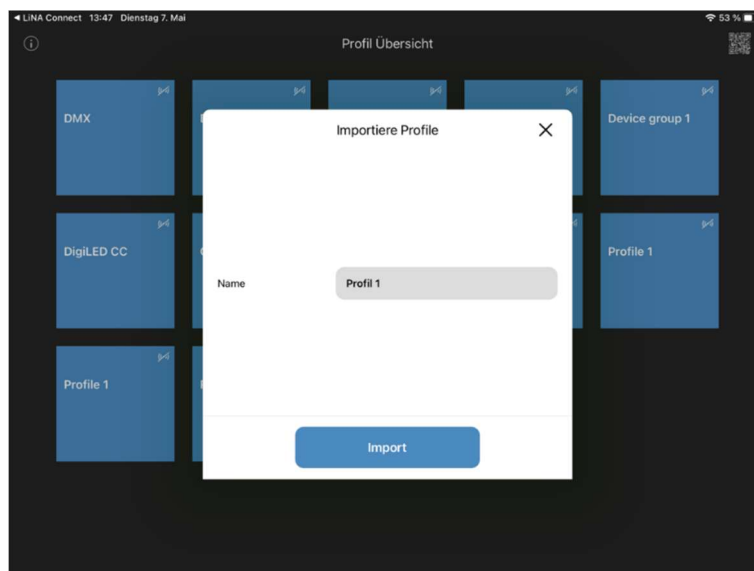 ◀ LiNA Connect 13:47 Dienstag 7. Mai 53 %
Profil Übersicht
DMX
Device group 1
Importiere Profile
DigiLED CC
Profile 1
Name Profil 1
Profile 1
Import